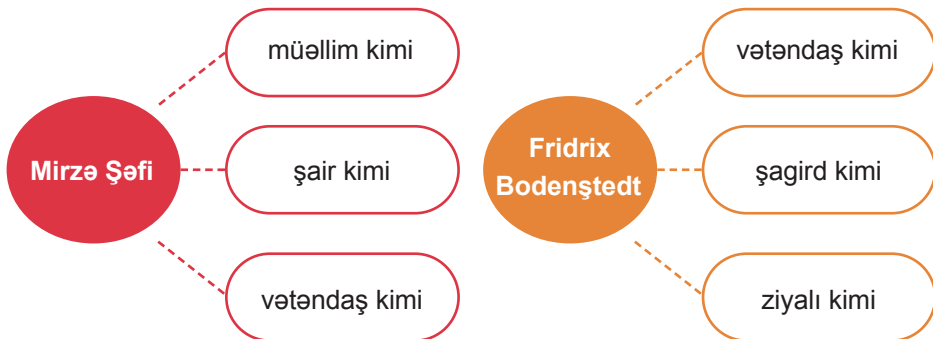 müəllim kimi
Mirzə Şəfi
şair kimi
vətəndaş kimi
vətəndaş kimi
Fridrix
Bodenştedt
şagird kimi
ziyalı kimi